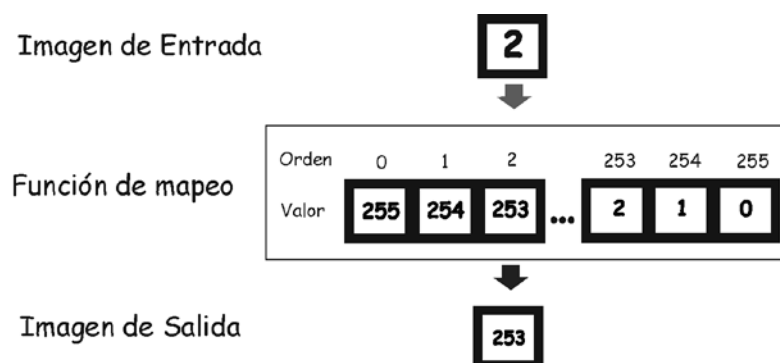 Imagen de Entrada
2
Orden 0 1 2 253 254 255
Función de mapeo
Valor 255 254 253 ... 2 1 0
Imagen de Salida
253